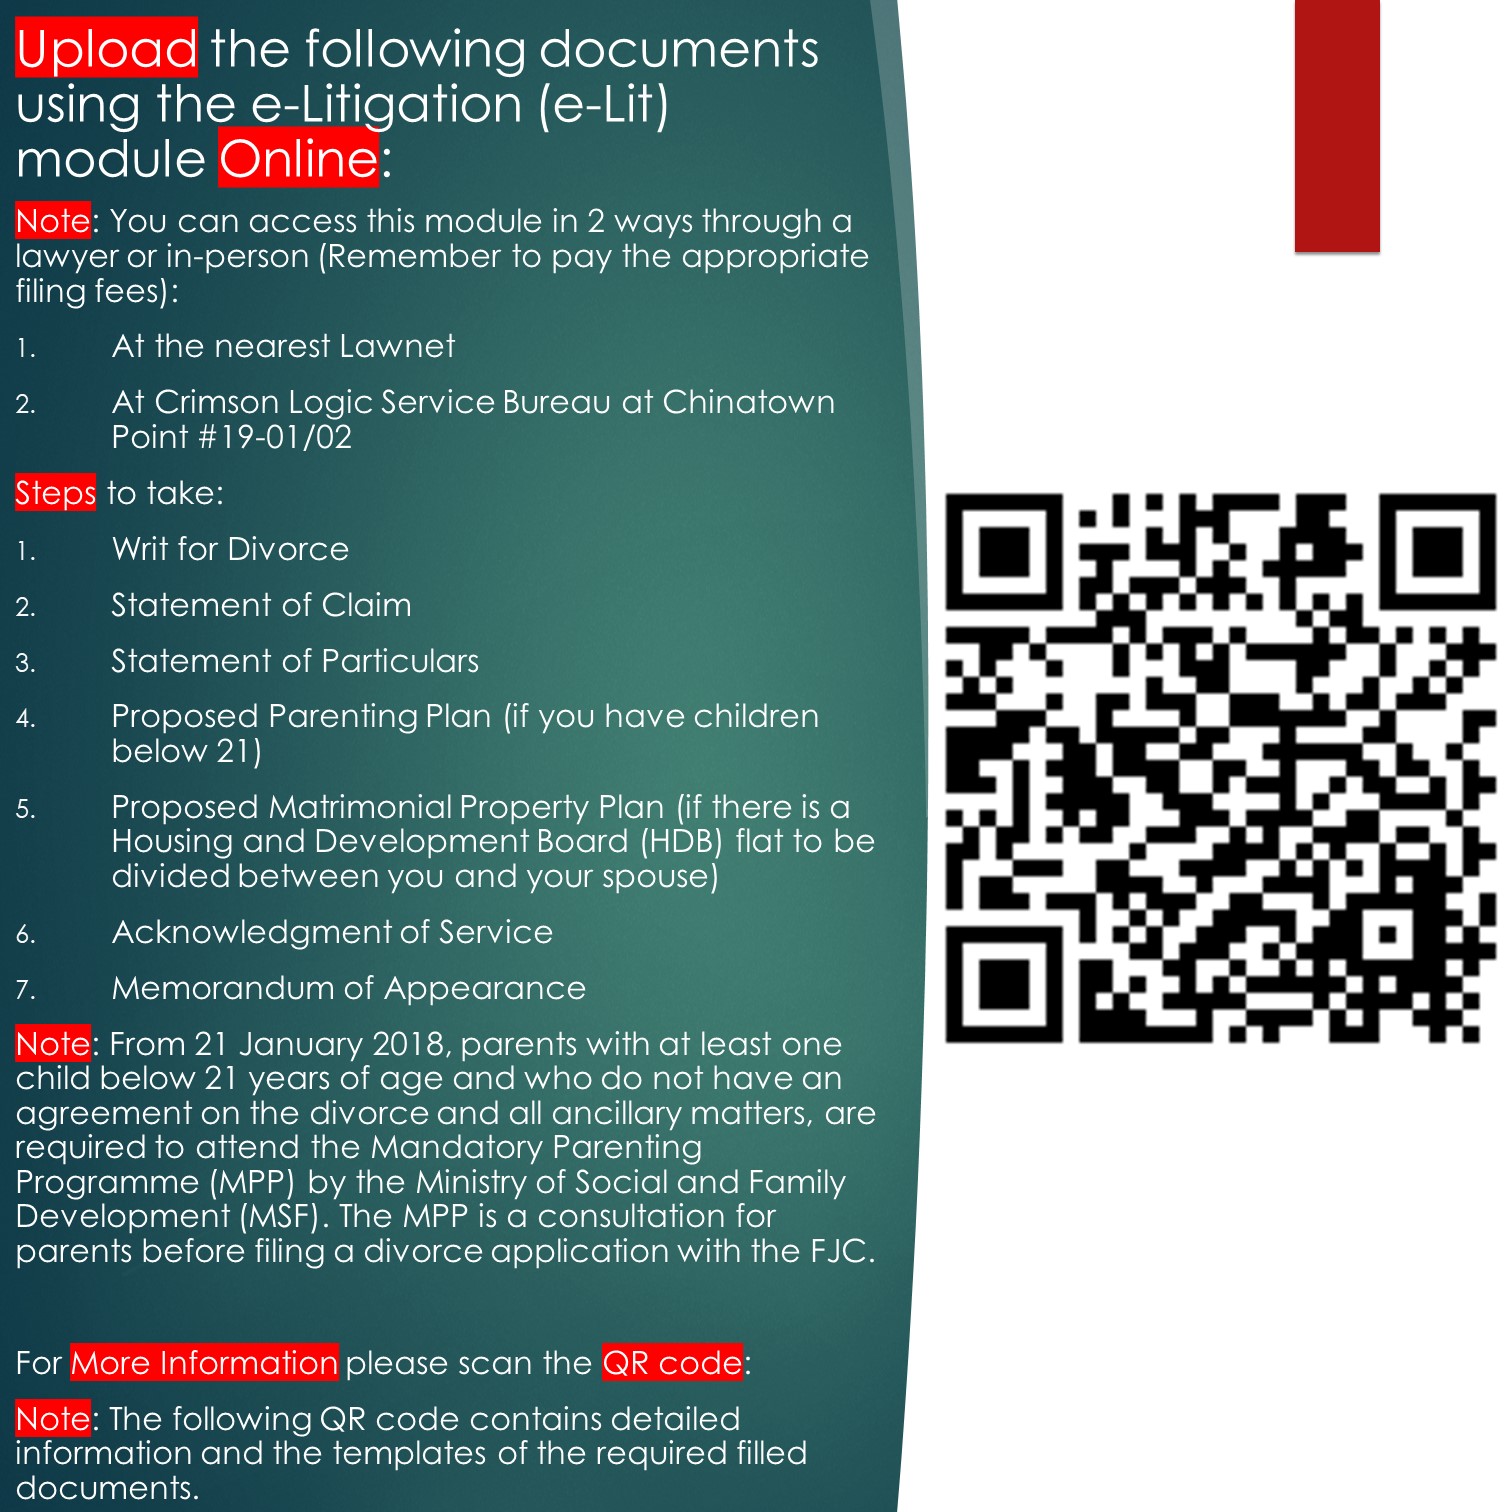 Upload the following documents
using the e-Litigation (e-Lit)
module Online:
Note: You can access this module in 2 ways through a
lawyer or in-person (Remember to pay the appropriate
filing fees):
1. At the nearest Lawnet
2. At Crimson Logic Service Bureau at Chinatown
Point #19-01/02
Steps to take:
1. Writ for Divorce
2. Statement of Claim
3. Statement of Particulars
4. Proposed Parenting Plan (if you have children
below 21)
5. Proposed Matrimonial Property Plan (if there is a
Housing and Development Board (HDB) flat to be
divided between you and your spouse)
6. Acknowledgment of Service
7. Memorandum of Appearance
Note: From 21 January 2018, parents with at least one
child below 21 years of age and who do not have an
agreement on the divorce and all ancillary matters, are
required to attend the Mandatory Parenting
Programme (MPP) by the Ministry of Social and Family
Development (MSF). The MPP is a consultation for
parents before filing a divorce application with the FJC.
For More Information please scan the QR code:
Note: The following QR code contains detailed
information and the templates of the required filled
documents.